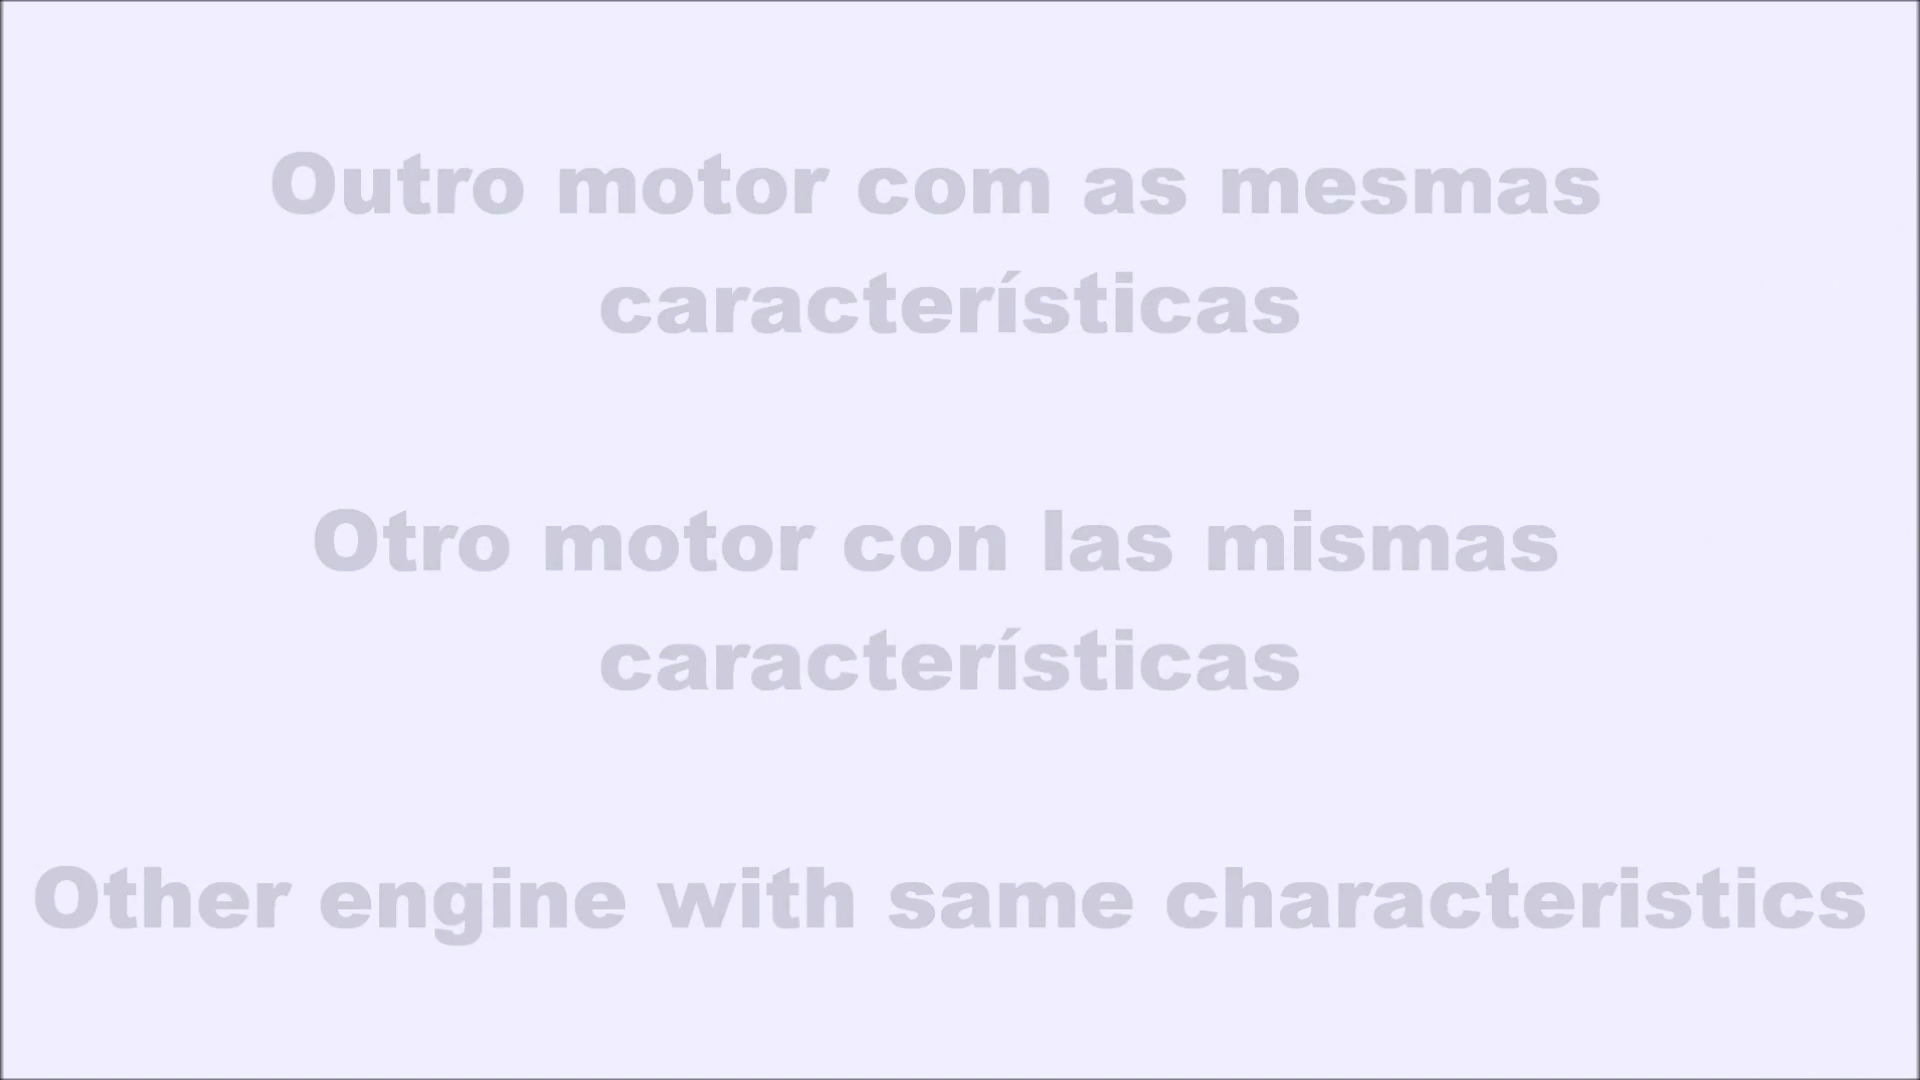 Outro motor com as mesmas
características
Otro motor con las mismas
características
Other engine with same characteristics